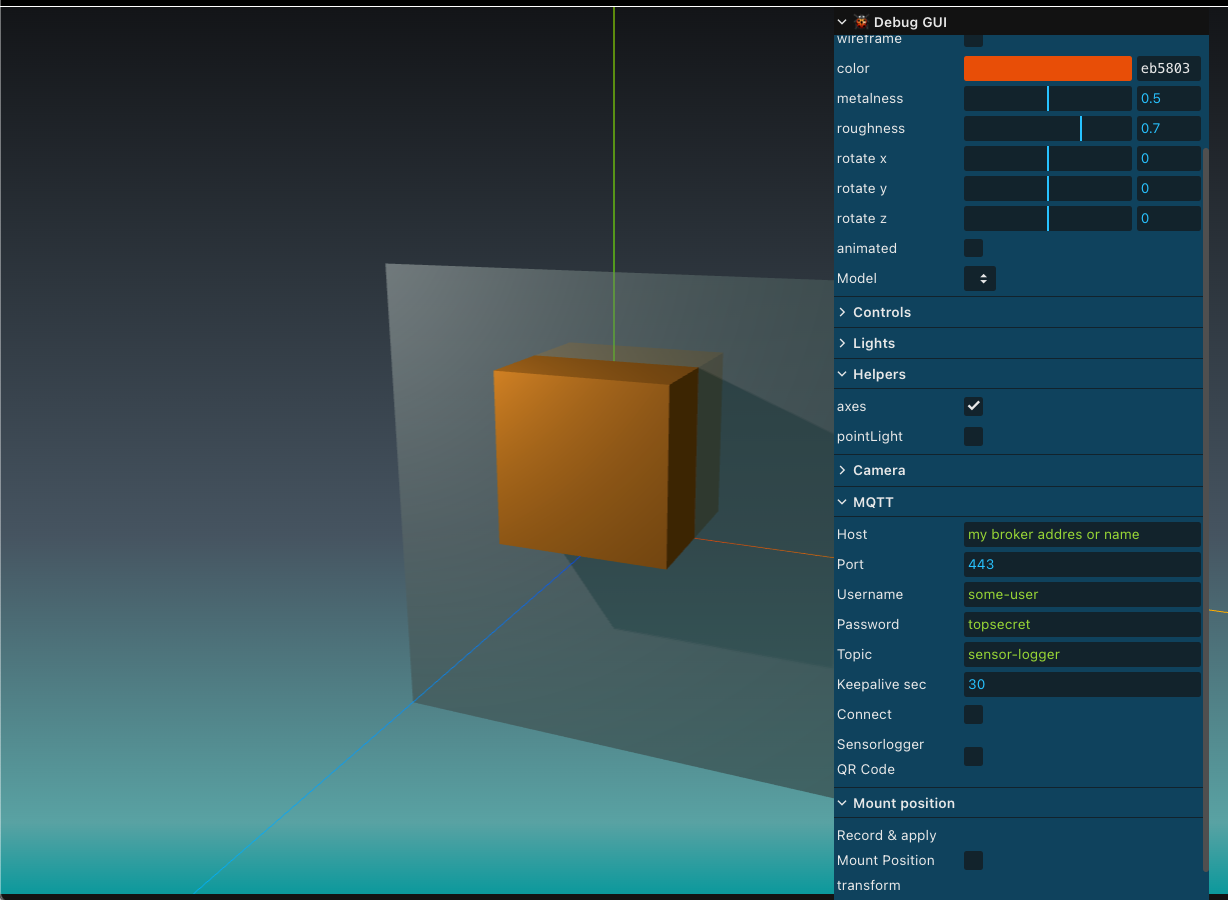 Debug GUI
wireframe
color eb5803
metalness 0.5
roughness 0.7
rotate x 0
rotate y 0
rotate z 0
animated
Model
Controls
Lights
Helpers
axes
pointLight
Camera
MQTT
Host my broker addres or name
Port 443
Username some-user
Password topsecret
Topic sensor-logger
Keepalive sec 30
Connect
Sensorlogger
QR Code
Mount position
Record & apply
Mount Position
transform